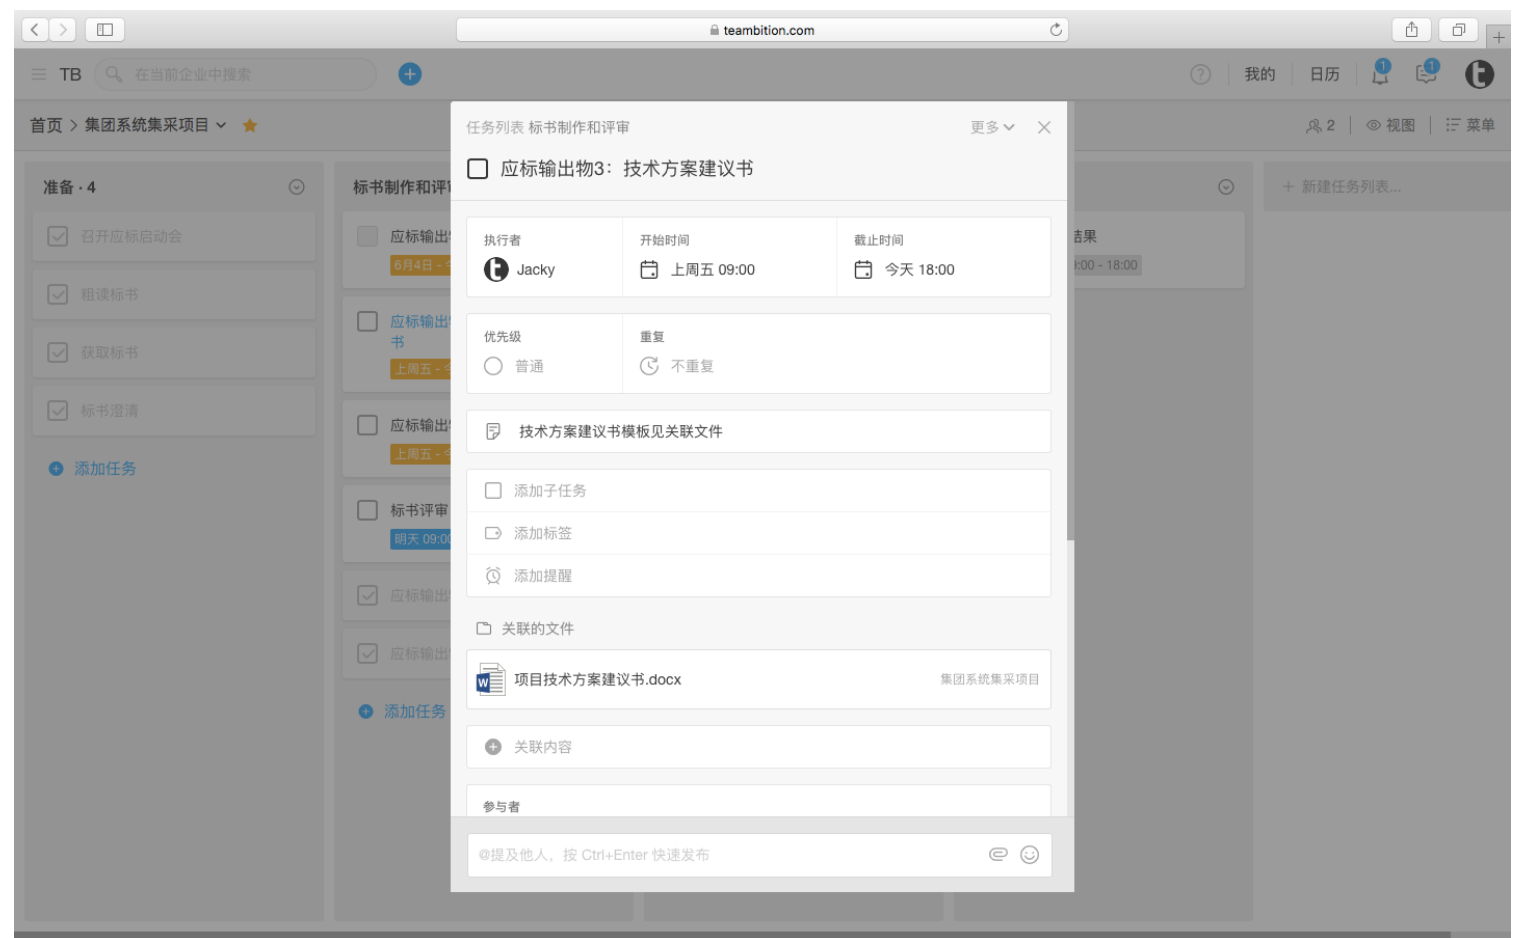 teambition.com
TB 在当前企业中搜索
我的 日历 1 1
首页 > 集团系统集采项目
2 视图 菜单
准备 · 4
召开应标启动会
粗读标书
获取标书
标书澄清
添加任务
标书制作和评
应标输出
6月4日 -
应标输出
书
上周五 -
应标输出
上周五 -
标书评审
明天 09:00
应标输出
应标输出
添加任务
任务列表 标书制作和评审
更多
应标输出物3：技术方案建议书
执行者 开始时间 截止时间
Jacky 上周五 09:00 今天 18:00
优先级 重复
普通 不重复
技术方案建议书模板见关联文件
添加子任务
添加标签
添加提醒
关联的文件
W 项目技术方案建议书.docx 集团系统集采项目
关联内容
参与者
@提及他人，按 Ctrl+Enter 快速发布
结果
:00 - 18:00
新建任务列表...